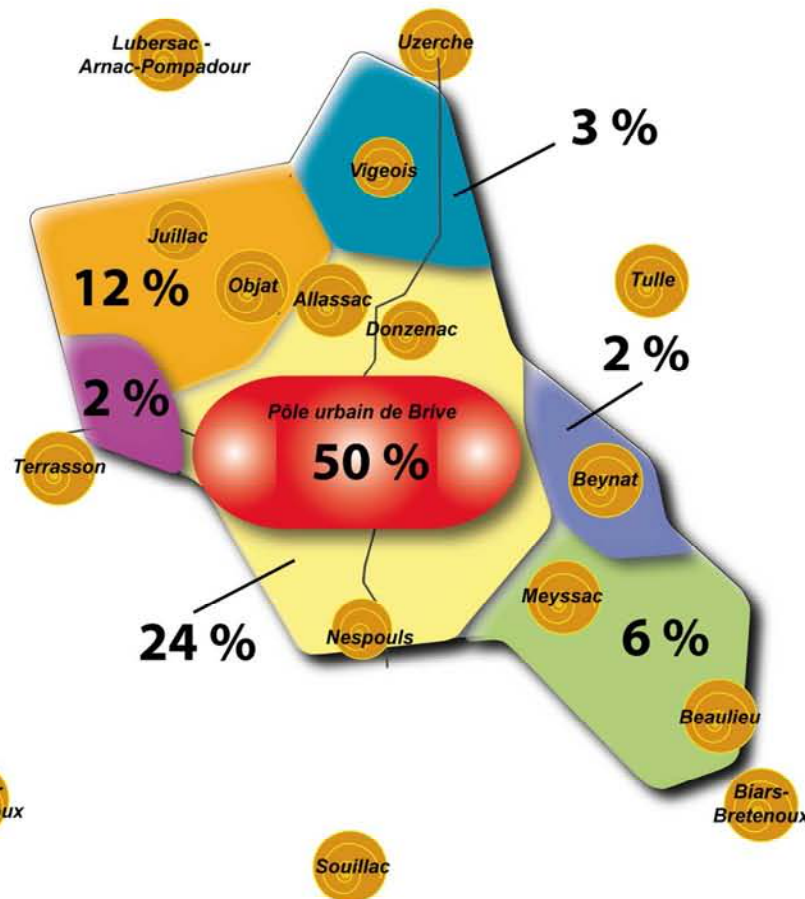 Lubersac -
Arnac-Pompadour
Uzerche
3 %
Vigeois
Juillac
12 %
Objat
Allassac
Donzenac
Tulle
2 %
2 %
Pôle urbain de Brive
50 %
Terrasson
Beynat
24 %
Nespouls
Meyssac
6 %
Beaulieu
Biars-
Bretenoux
oux
Souillac